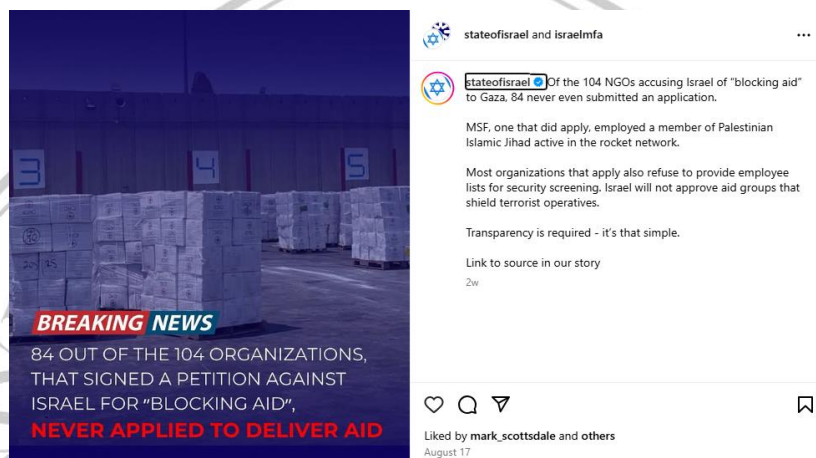 3
4
5
BREAKING NEWS
84 OUT OF THE 104 ORGANIZATIONS,
THAT SIGNED A PETITION AGAINST
ISRAEL FOR "BLOCKING AID",
NEVER APPLIED TO DELIVER AID
stateofisrael and israelmfa
stateofisrael Of the 104 NGOs accusing Israel of "blocking aid"
to Gaza, 84 never even submitted an application.
MSF, one that did apply, employed a member of Palestinian
Islamic Jihad active in the rocket network.
Most organizations that apply also refuse to provide employee
lists for security screening. Israel will not approve aid groups that
shield terrorist operatives.
Transparency is required - it's that simple.
Link to source in our story
2w
Liked by mark_scottsdale and others
August 17